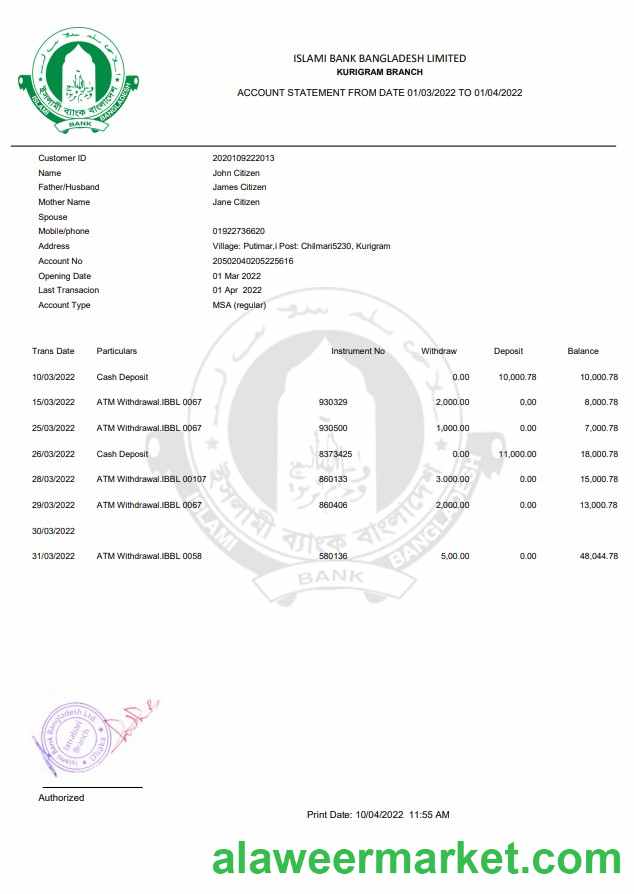 ISLAMI BANK BANGLADESH LIMITED
KURIGRAM BRANCH
ACCOUNT STATEMENT FROM DATE 01/03/2022 TO 01/04/2022
ইসলামী ব্যাংক বাংলাদেশ
ISLAMI BANK BANGLADESH
Customer ID 2020109222013
Name John Citizen
Father/Husband James Citizen
Mother Name Jane Citizen
Spouse
Mobile/phone 01922736620
Address Village: Putimar,i Post: Chilmari5230, Kurigram
Account No 20502040205225616
Opening Date 01 Mar 2022
Last Transacion 01 Apr 2022
Account Type MSA (regular)
Trans Date Particulars Instrument No Withdraw Deposit Balance
10/03/2022 Cash Deposit 0.00 10,000.78 10,000.78
15/03/2022 ATM Withdrawal.IBBL 0067 930329 2,000.00 0.00 8,000.78
25/03/2022 ATM Withdrawal.IBBL 0067 930500 1,000.00 0.00 7,000.78
26/03/2022 Cash Deposit 8373425 0.00 11,000.00 18,000.78
28/03/2022 ATM Withdrawal.IBBL 00107 860133 3.000.00 0.00 15,000.78
29/03/2022 ATM Withdrawal.IBBL 0067 860406 2,000.00 0.00 13,000.78
30/03/2022
31/03/2022 ATM Withdrawal.IBBL 0058 580136 5,00.00 0.00 48,044.78
ইসলামী ব্যাংক বাংলাদেশ
ISLAMI BANK BANGLADESH
Islami Bank Bangladesh Ltd.
Branch
Dhaka
Authorized
Print Date: 10/04/2022 11:55 AM
alaweermarket.com